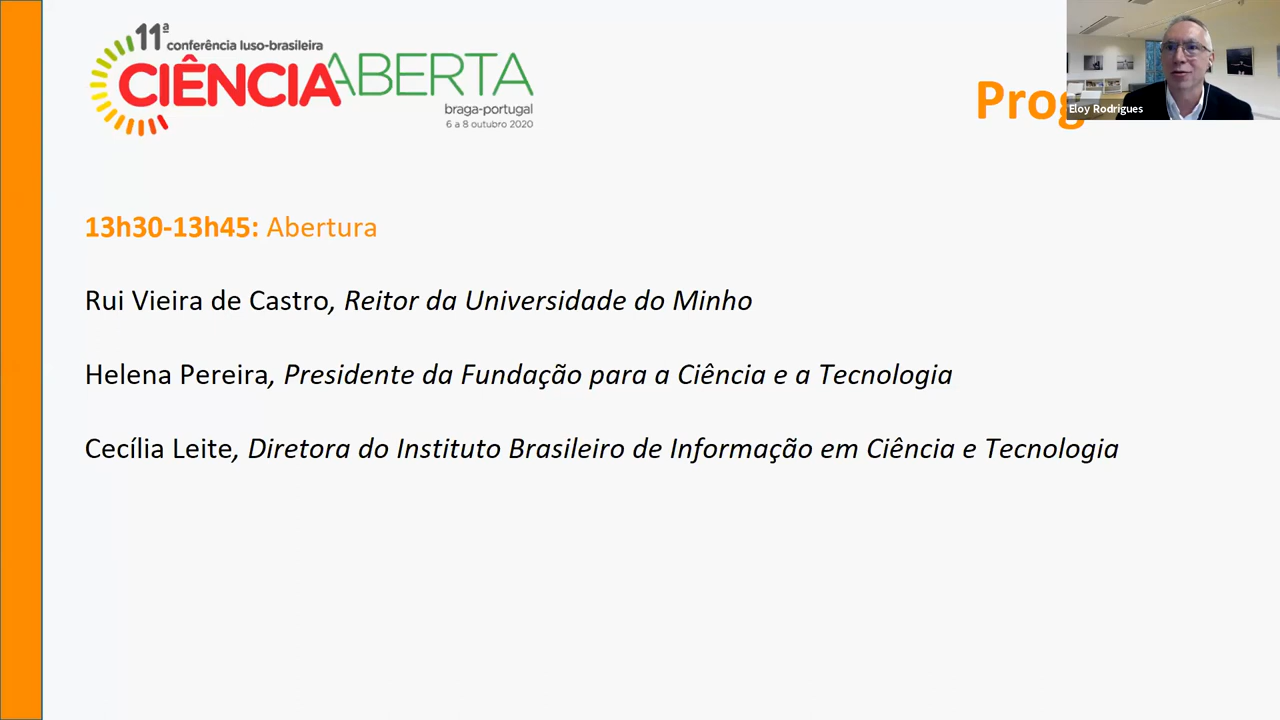 11ª conferência luso-brasileira
CIÊNCIA ABERTA
braga-portugal
6 a 8 outubro 2020
Eloy Rodrigues
13h30-13h45: Abertura
Rui Vieira de Castro, Reitor da Universidade do Minho
Helena Pereira, Presidente da Fundação para a Ciência e a Tecnologia
Cecília Leite, Diretora do Instituto Brasileiro de Informação em Ciência e Tecnologia